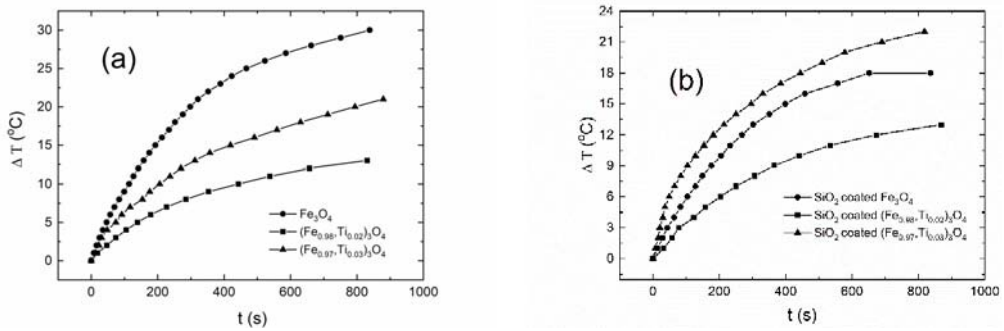 (a)
Δ T (°C)
30
25
20
15
10
5
0
Fe₃O₄
(Fe₀.₉₈,Ti₀.₀₂)₃O₄
(Fe₀.₉₇,Ti₀.₀₃)₃O₄
0 200 400 600 800 1000
t (s)
(b)
Δ T (°C)
24
21
18
15
12
9
6
3
0
SiO₂ coated Fe₃O₄
SiO₂ coated (Fe₀.₉₈,Ti₀.₀₂)₃O₄
SiO₂ coated (Fe₀.₉₇,Ti₀.₀₃)₃O₄
0 200 400 600 800 1000
t (s)